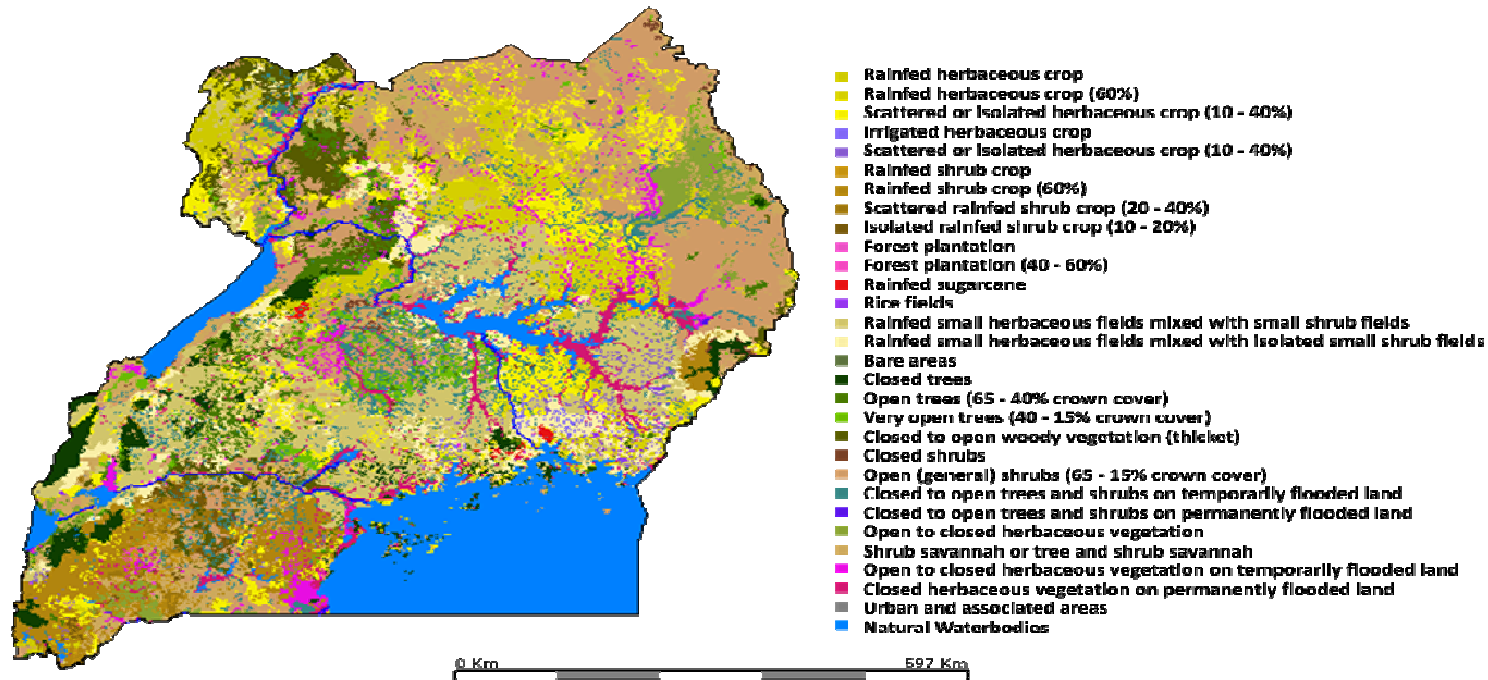 Rainfed herbaceous crop
Rainfed herbaceous crop (60%)
Scattered or isolated herbaceous crop (10 - 40%)
Irrigated herbaceous crop
Scattered or isolated herbaceous crop (10 - 40%)
Rainfed shrub crop
Rainfed shrub crop (60%)
Scattered rainfed shrub crop (20 - 40%)
Isolated rainfed shrub crop (10 - 20%)
Forest plantation
Forest plantation (40 - 60%)
Rainfed sugarcane
Rice fields
Rainfed small herbaceous fields mixed with small shrub fields
Rainfed small herbaceous fields mixed with isolated small shrub fields
Bare areas
Closed trees
Open trees (65 - 40% crown cover)
Very open trees (40 - 15% crown cover)
Closed to open woody vegetation (thicket)
Closed shrubs
Open (general) shrubs (65 - 15% crown cover)
Closed to open trees and shrubs on temporarily flooded land
Closed to open trees and shrubs on permanently flooded land
Open to closed herbaceous vegetation
Shrub savannah or tree and shrub savannah
Open to closed herbaceous vegetation on temporarily flooded land
Closed herbaceous vegetation on permanently flooded land
Urban and associated areas
Natural Waterbodies
0 Km 597 Km